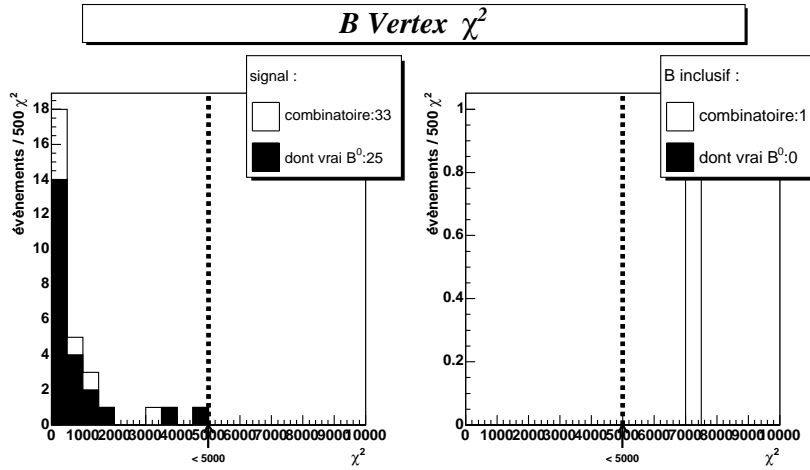 B Vertex χ²
signal :
combinatoire:33
dont vrai B⁰:25
évènements / 500 χ²
18
16
14
12
10
8
6
4
2
0
0 1000 2000 3000 4000 5000 6000 7000 8000 9000 10000
< 5000
χ²
B inclusif :
combinatoire:1
dont vrai B⁰:0
évènements / 500 χ²
1
0.8
0.6
0.4
0.2
0
0 1000 2000 3000 4000 5000 6000 7000 8000 9000 10000
< 5000
χ²